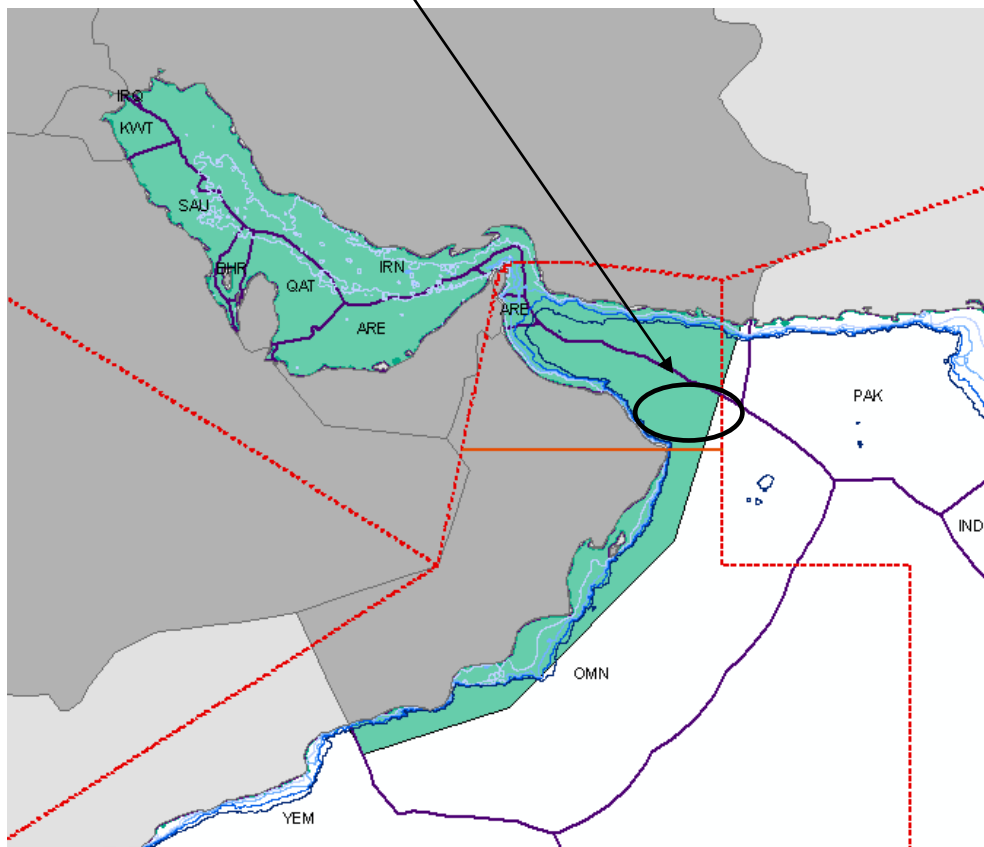 IRQ
KWT
SAU
BHR
QAT
IRN
ARE
ARE
PAK
IND
OMN
YEM